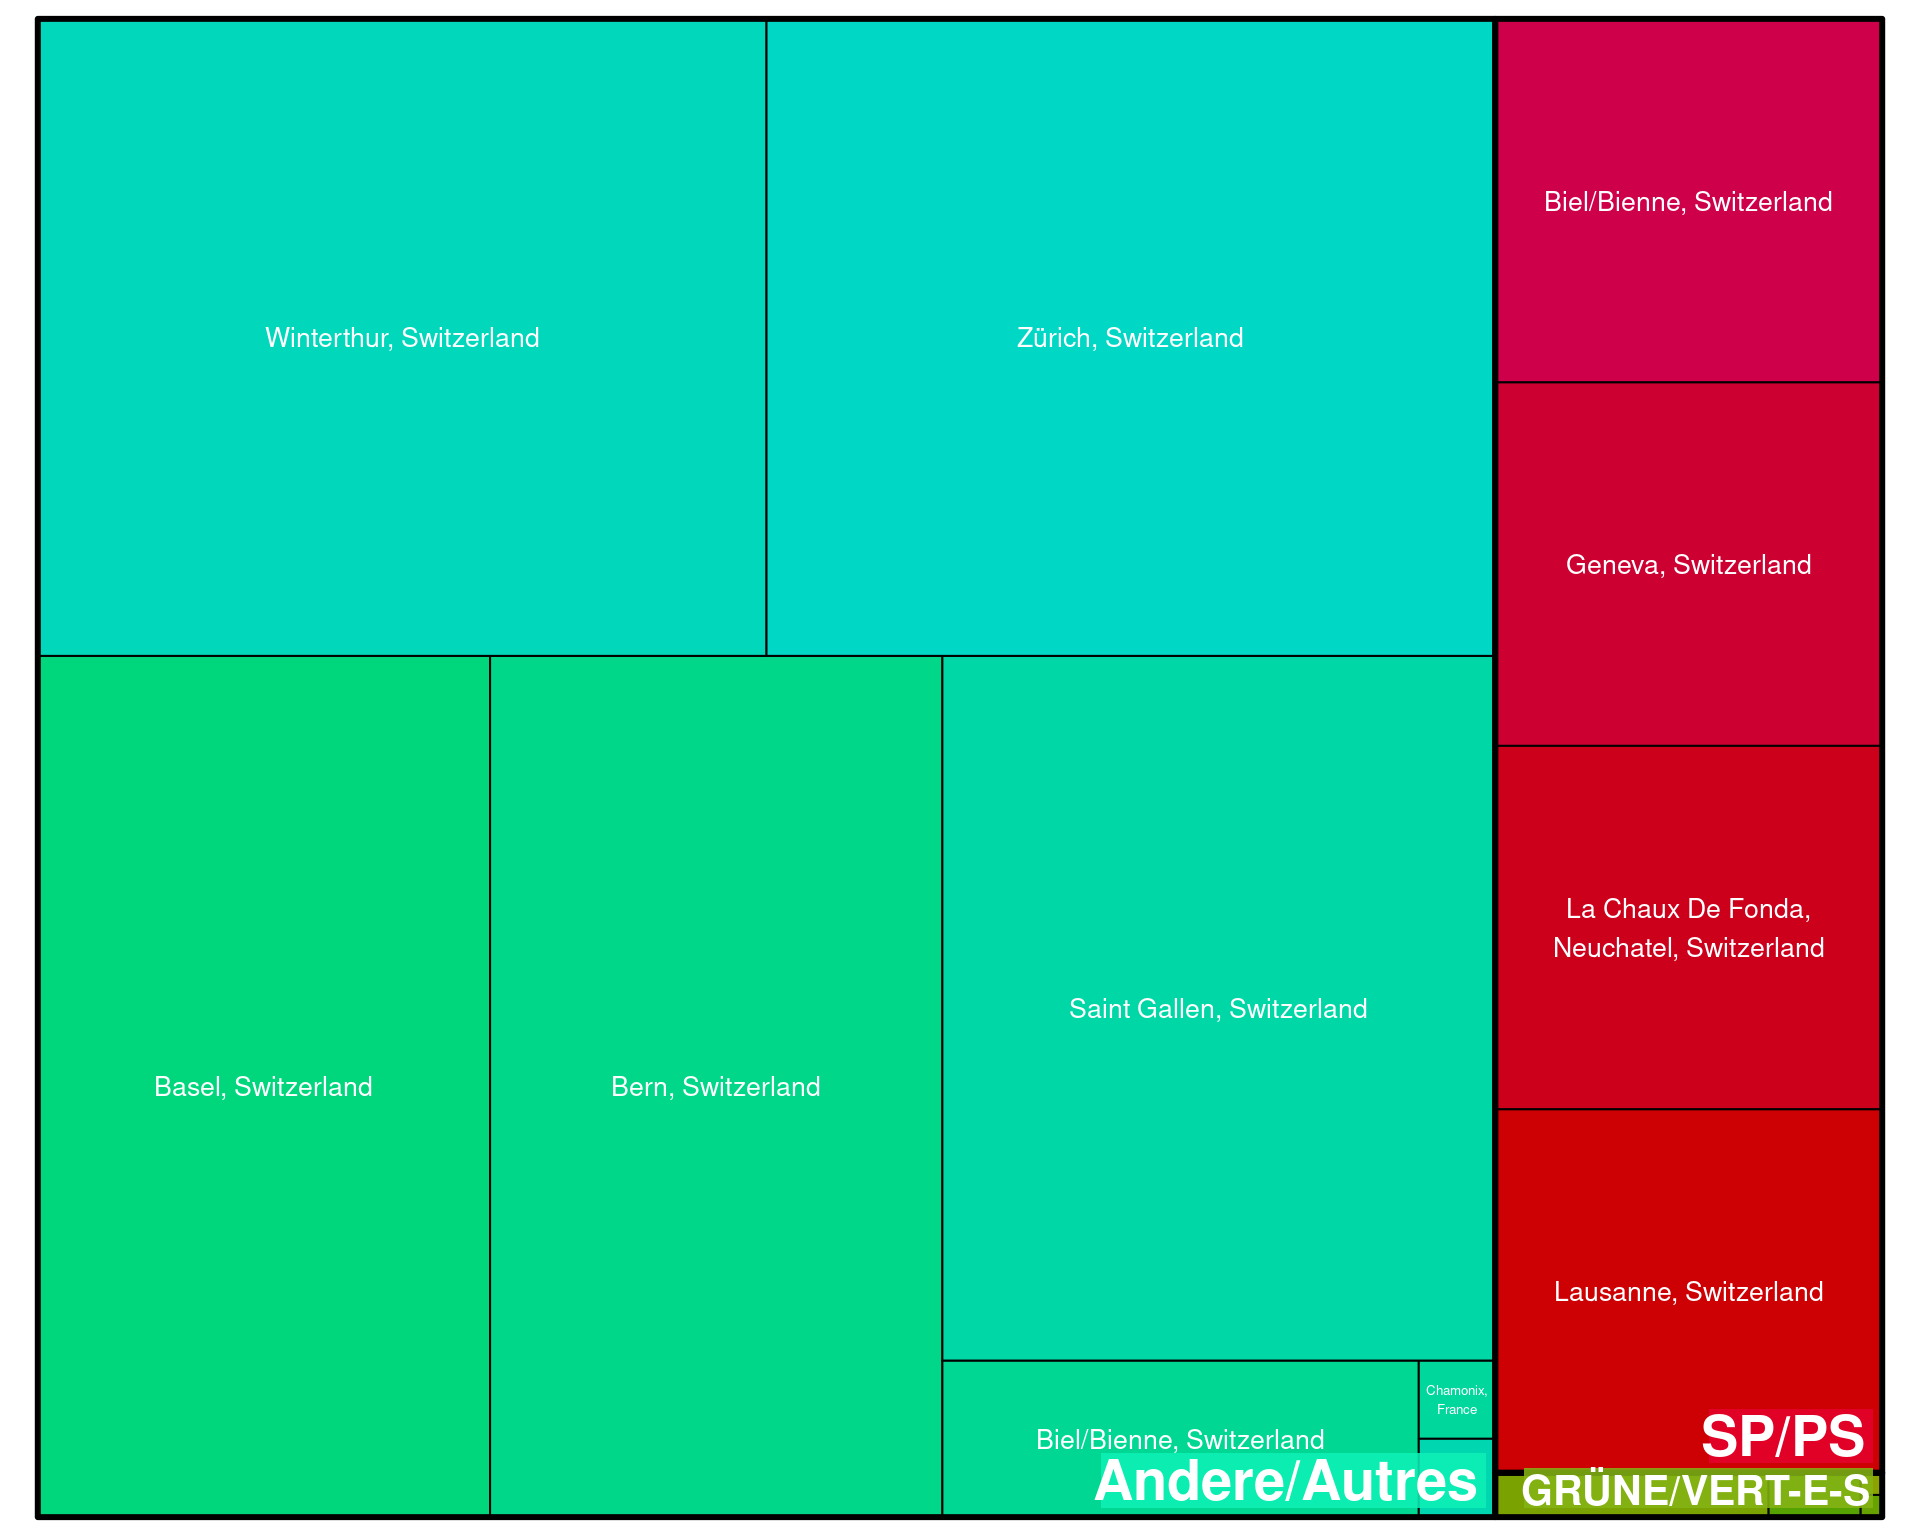 Winterthur, Switzerland
Zürich, Switzerland
Biel/Bienne, Switzerland
Geneva, Switzerland
La Chaux De Fonda,
Neuchatel, Switzerland
Saint Gallen, Switzerland
Basel, Switzerland
Bern, Switzerland
Lausanne, Switzerland
Chamonix,
France
Biel/Bienne, Switzerland
SP/PS
Andere/Autres
GRÜNE/VERT-E-S